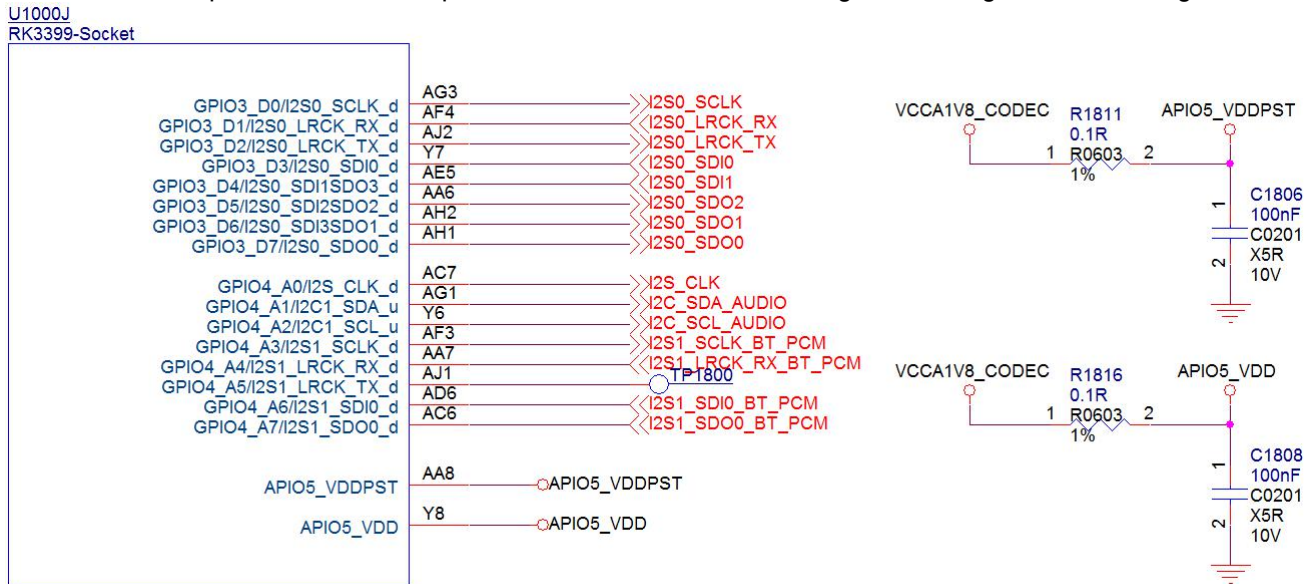 U1000J
RK3399-Socket
GPIO3_D0/I2S0_SCLK_d AG3 I2S0_SCLK
GPIO3_D1/I2S0_LRCK_RX_d AF4 I2S0_LRCK_RX
GPIO3_D2/I2S0_LRCK_TX_d AJ2 I2S0_LRCK_TX
GPIO3_D3/I2S0_SDI0_d Y7 I2S0_SDI0
GPIO3_D4/I2S0_SDI1SDO3_d AE5 I2S0_SDI1
GPIO3_D5/I2S0_SDI2SDO2_d AA6 I2S0_SDO2
GPIO3_D6/I2S0_SDI3SDO1_d AH2 I2S0_SDO1
GPIO3_D7/I2S0_SDO0_d AH1 I2S0_SDO0
GPIO4_A0/I2S_CLK_d AC7 I2S_CLK
GPIO4_A1/I2C1_SDA_u AG1 I2C_SDA_AUDIO
GPIO4_A2/I2C1_SCL_u Y6 I2C_SCL_AUDIO
GPIO4_A3/I2S1_SCLK_d AF3 I2S1_SCLK_BT_PCM
GPIO4_A4/I2S1_LRCK_RX_d AA7 I2S1_LRCK_RX_BT_PCM
GPIO4_A5/I2S1_LRCK_TX_d AJ1 TP1800
GPIO4_A6/I2S1_SDI0_d AD6 I2S1_SDI0_BT_PCM
GPIO4_A7/I2S1_SDO0_d AC6 I2S1_SDO0_BT_PCM
APIO5_VDDPST AA8 APIO5_VDDPST
APIO5_VDD Y8 APIO5_VDD
VCCA1V8_CODEC R1811 APIO5_VDDPST
0.1R
1 R0603 2
1%
1 C1806
100nF
C0201
2 X5R
10V
VCCA1V8_CODEC R1816 APIO5_VDD
0.1R
1 R0603 2
1%
1 C1808
100nF
C0201
2 X5R
10V